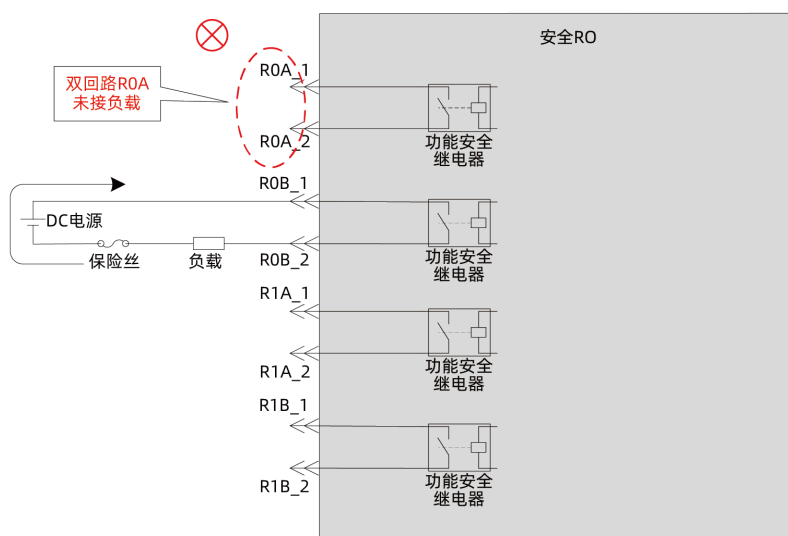 安全RO
双回路R0A
未接负载
R0A_1
R0A_2
功能安全
继电器
R0B_1
DC电源
保险丝
负载
R0B_2
功能安全
继电器
R1A_1
R1A_2
功能安全
继电器
R1B_1
R1B_2
功能安全
继电器